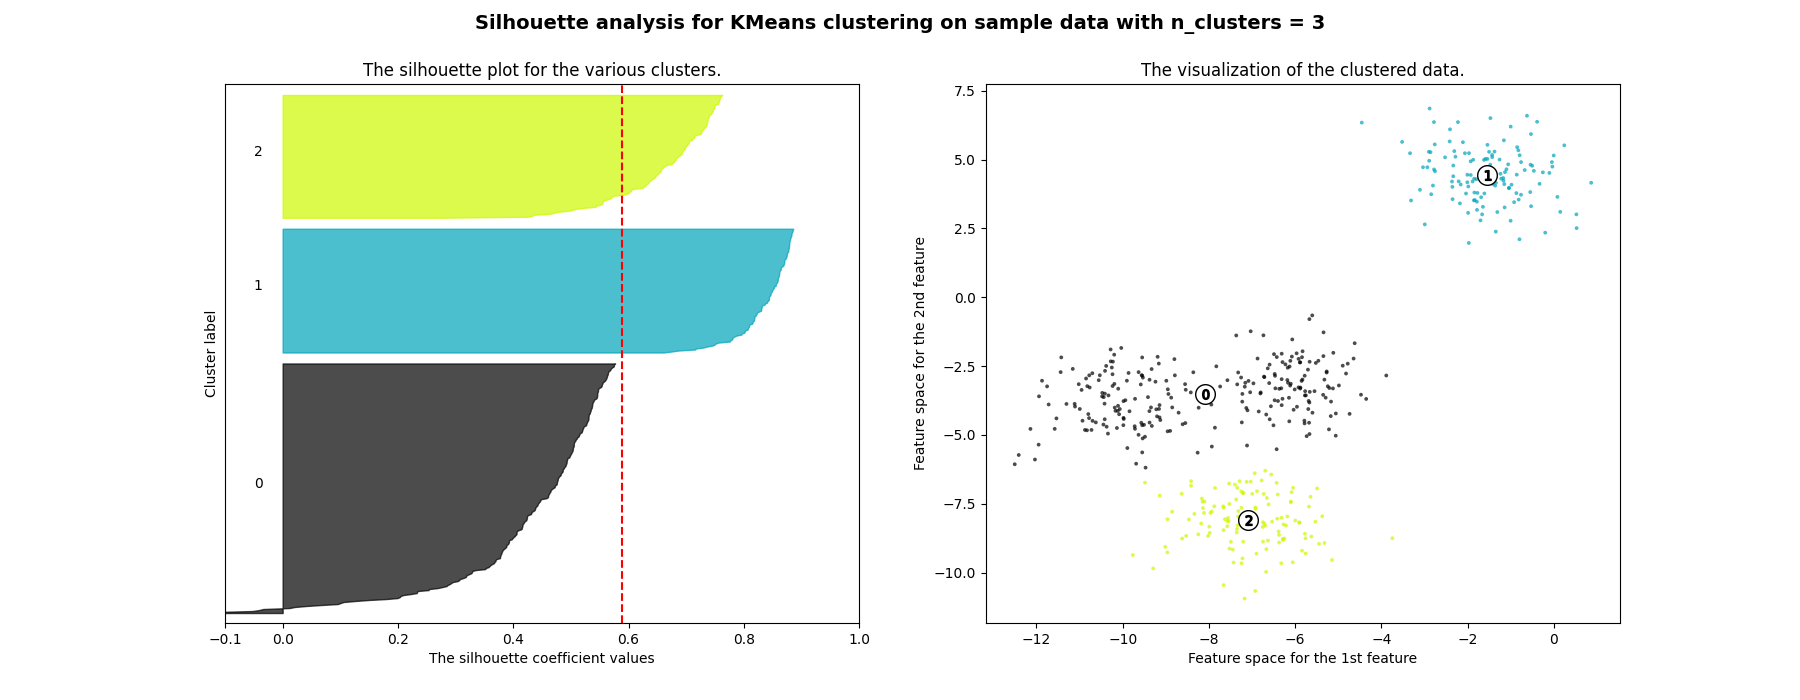 Silhouette analysis for KMeans clustering on sample data with n_clusters = 3
The silhouette plot for the various clusters.
2
1
0
Cluster label
−0.1 0.0 0.2 0.4 0.6 0.8 1.0
The silhouette coefficient values
The visualization of the clustered data.
7.5
5.0
2.5
0.0
−2.5
−5.0
−7.5
−10.0
Feature space for the 2nd feature
1
0
2
−12 −10 −8 −6 −4 −2 0
Feature space for the 1st feature